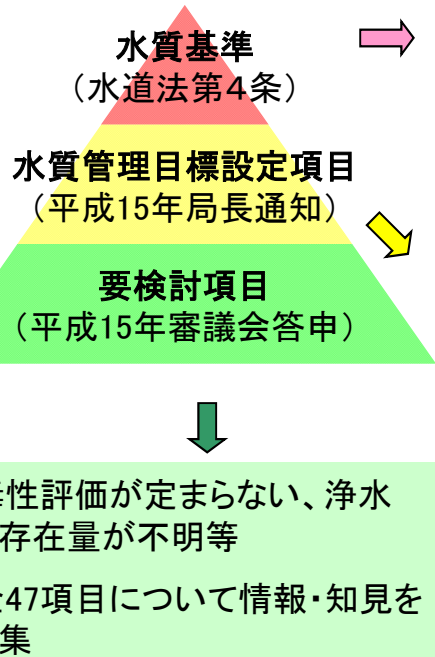 水質基準
（水道法第４条）
水質管理目標設定項目
（平成15年局長通知）
要検討項目
（平成15年審議会答申）
性評価が定まらない、浄水
存在量が不明等
47項目について情報・知見を
集